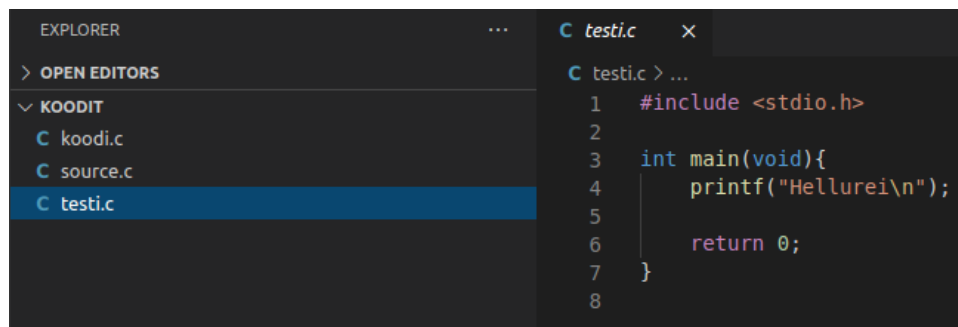 EXPLORER ...
> OPEN EDITORS
KOODIT
C koodi.c
C source.c
C testi.c
C testi.c ×
C testi.c > ...
1 #include <stdio.h>
2
3 int main(void){
4     printf("Hellurei\n");
5
6     return 0;
7 }
8